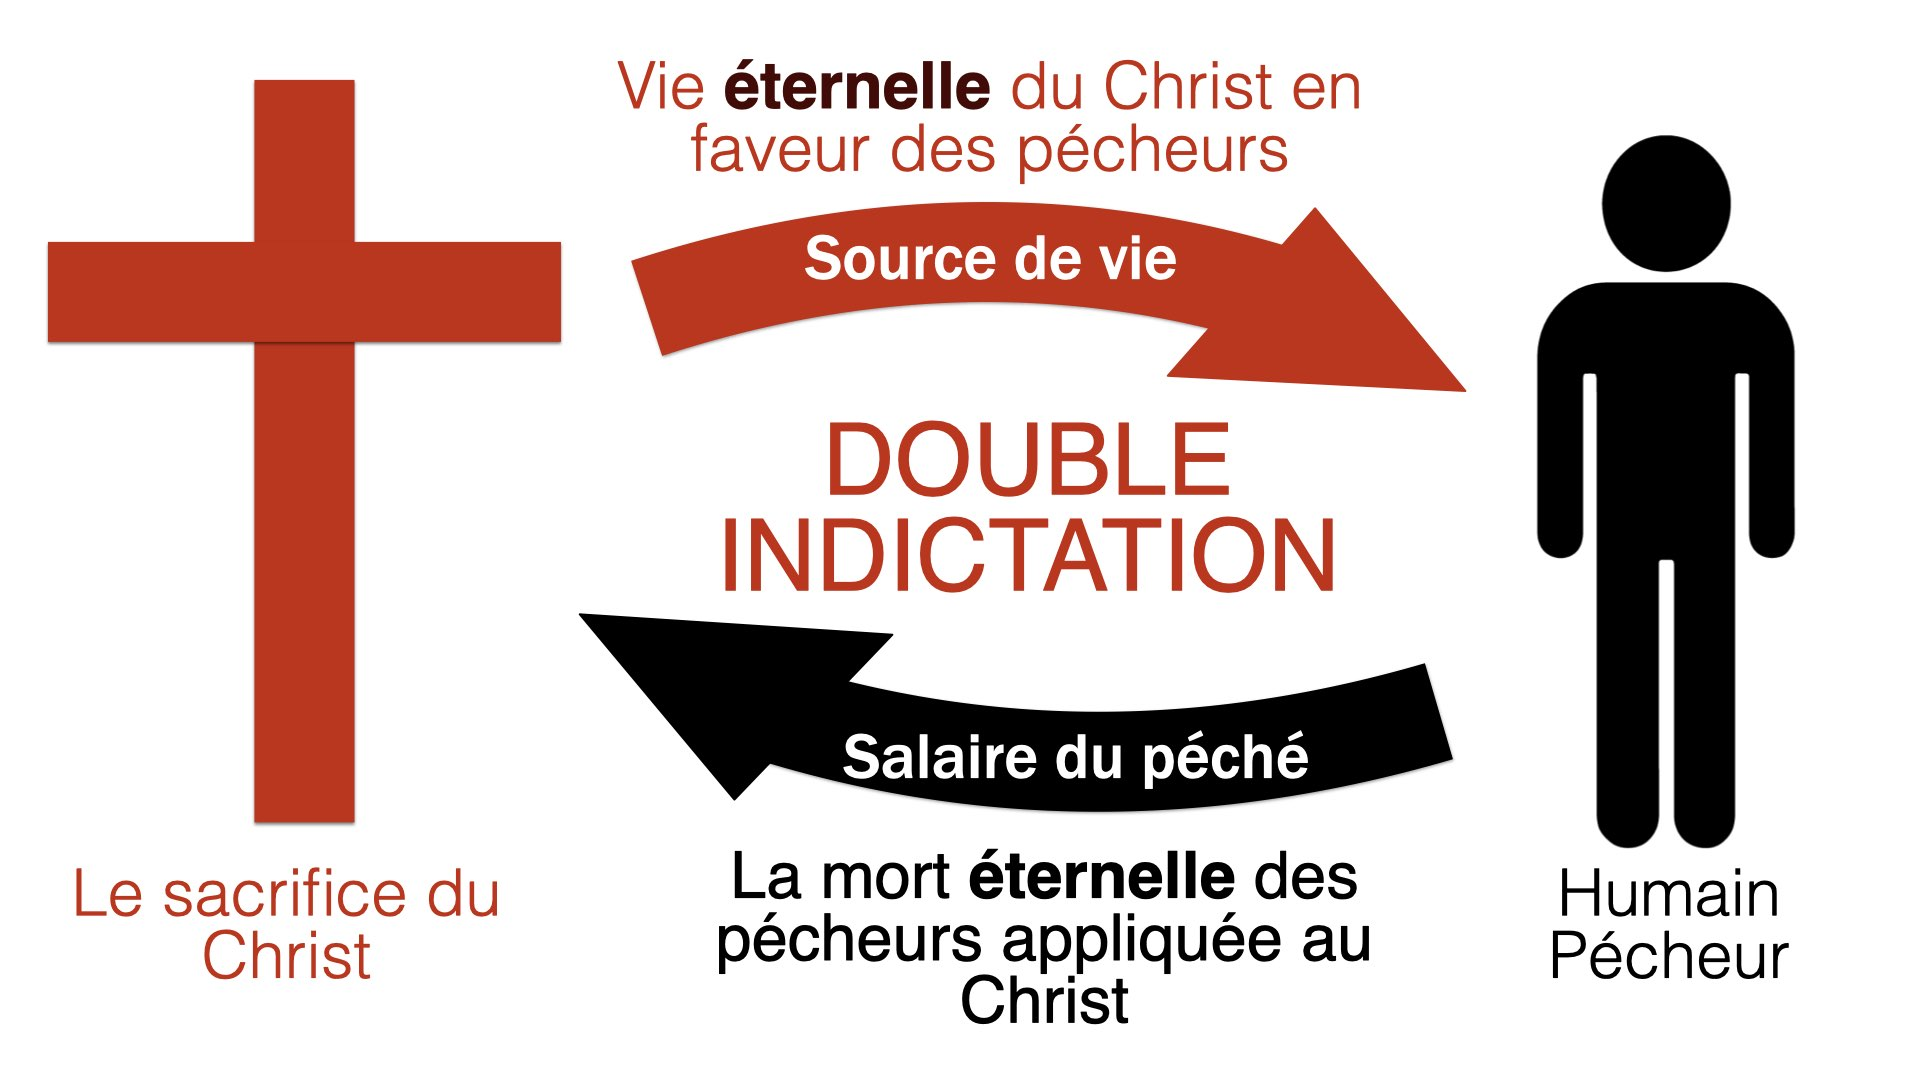 Vie éternelle du Christ en
faveur des pécheurs
Source de vie
DOUBLE
INDICTATION
Salaire du péché
La mort éternelle des
pécheurs appliquée au
Christ
Le sacrifice du
Christ
Humain
Pécheur